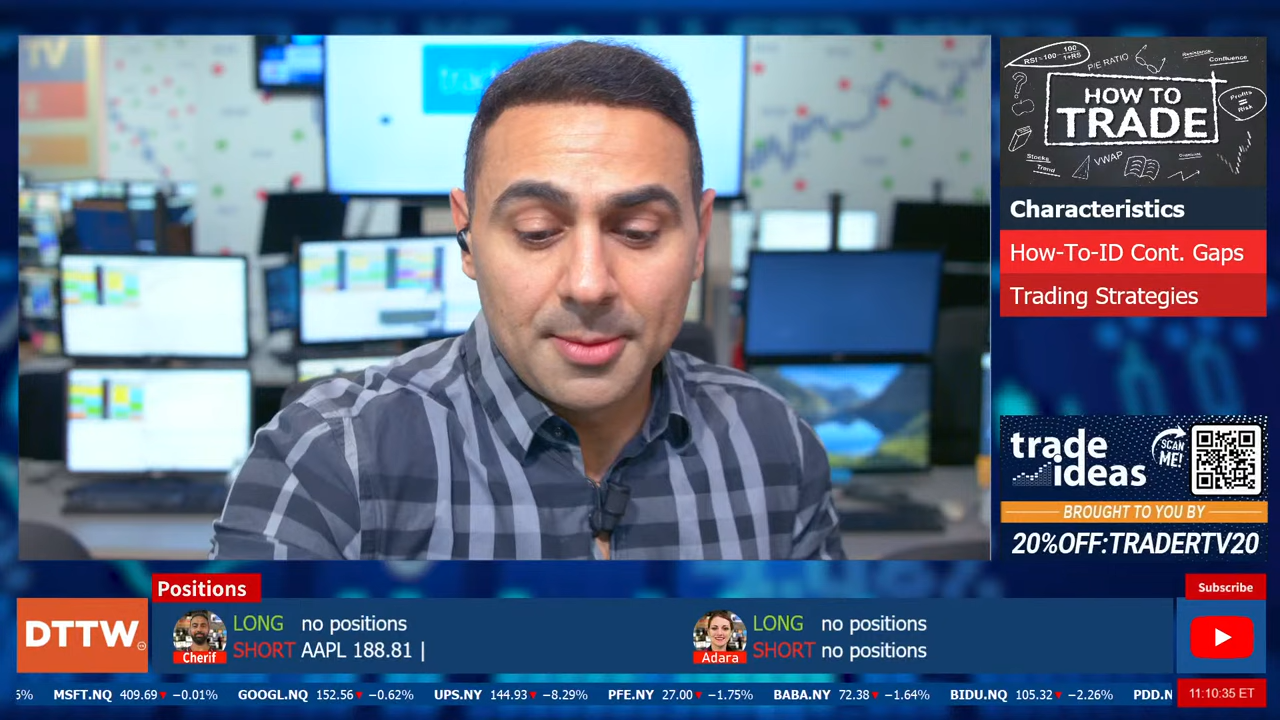 TV
trad
RSI=100- 100
1+RS
P/E RATIO
Resistance
Confluence
HOW TO
TRADE
Profits
=
Risk
Stocks
Trend
VWAP
Characteristics
How-To-ID Cont. Gaps
Trading Strategies
trade
ideas
SCAN
ME!
BROUGHT TO YOU BY
20%OFF:TRADERTV20
Positions
Subscribe
DTTW
Cherif
LONG no positions
SHORT AAPL 188.81 |
Adara
LONG no positions
SHORT no positions
5% MSFT.NQ 409.69▼ −0.01% GOOGL.NQ 152.56▼ −0.62% UPS.NY 144.93▼ −8.29% PFE.NY 27.00▼ −1.75% BABA.NY 72.38▼ −1.64% BIDU.NQ 105.32▼ −2.26% PDD.N
11:10:35 ET